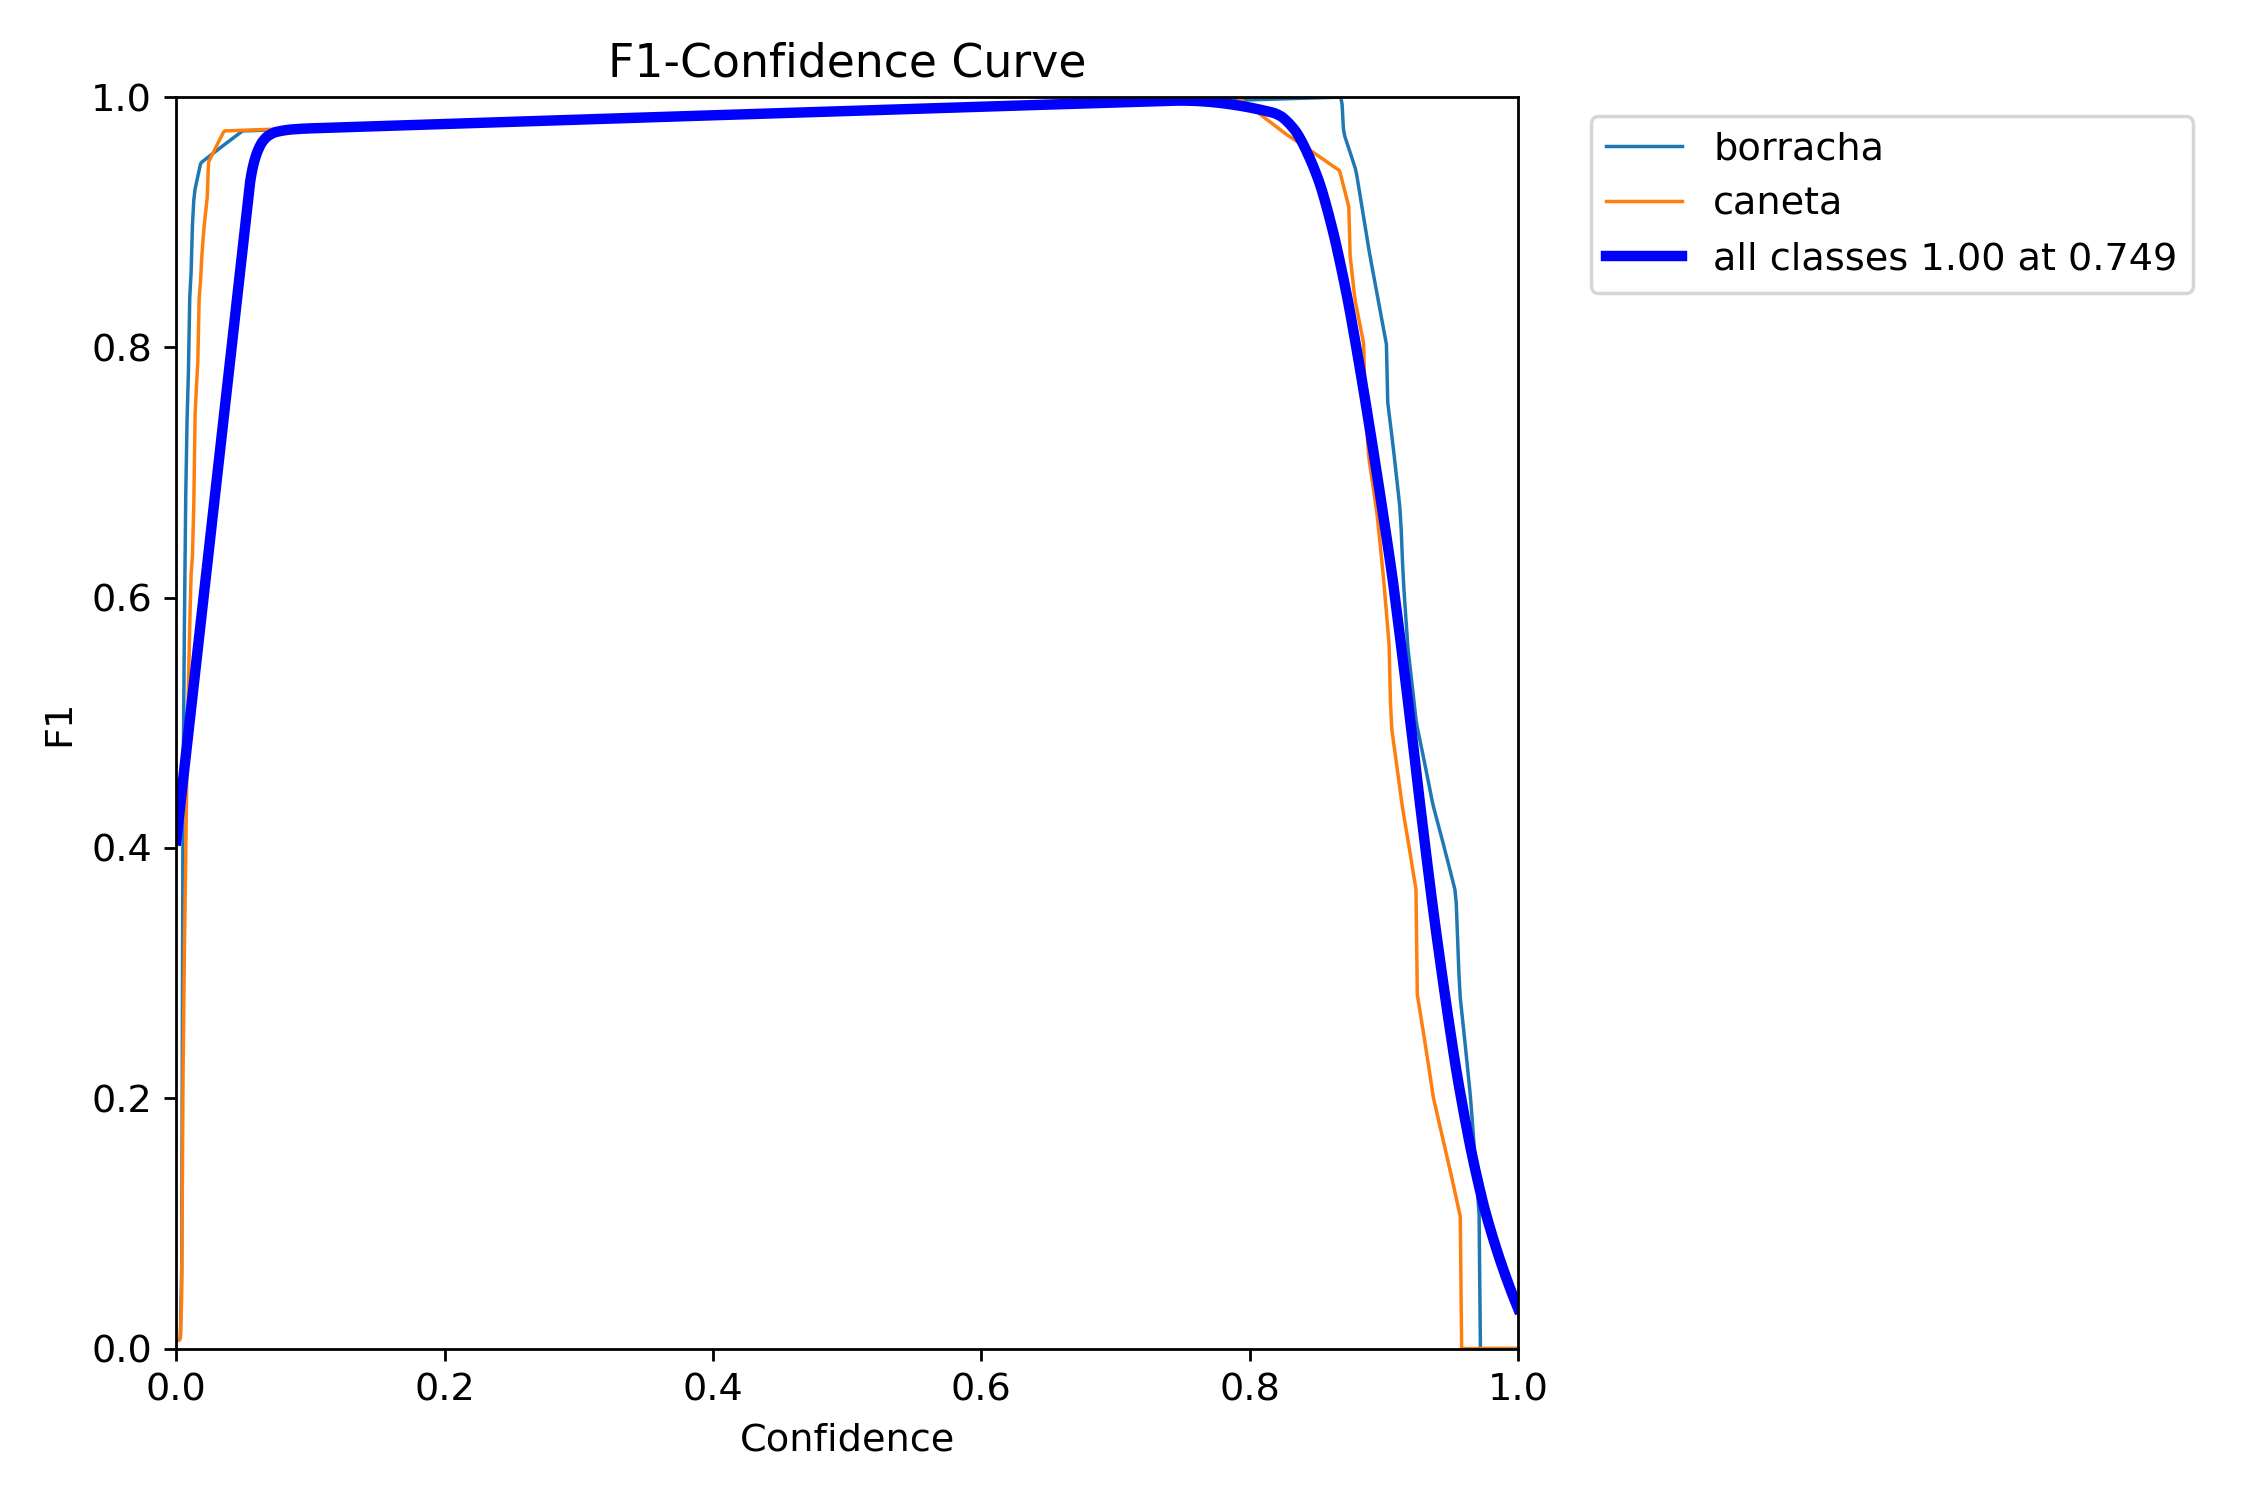 F1-Confidence Curve
1.0
0.8
0.6
0.4
0.2
0.0
F1
0.0 0.2 0.4 0.6 0.8 1.0
Confidence
borracha
caneta
all classes 1.00 at 0.749